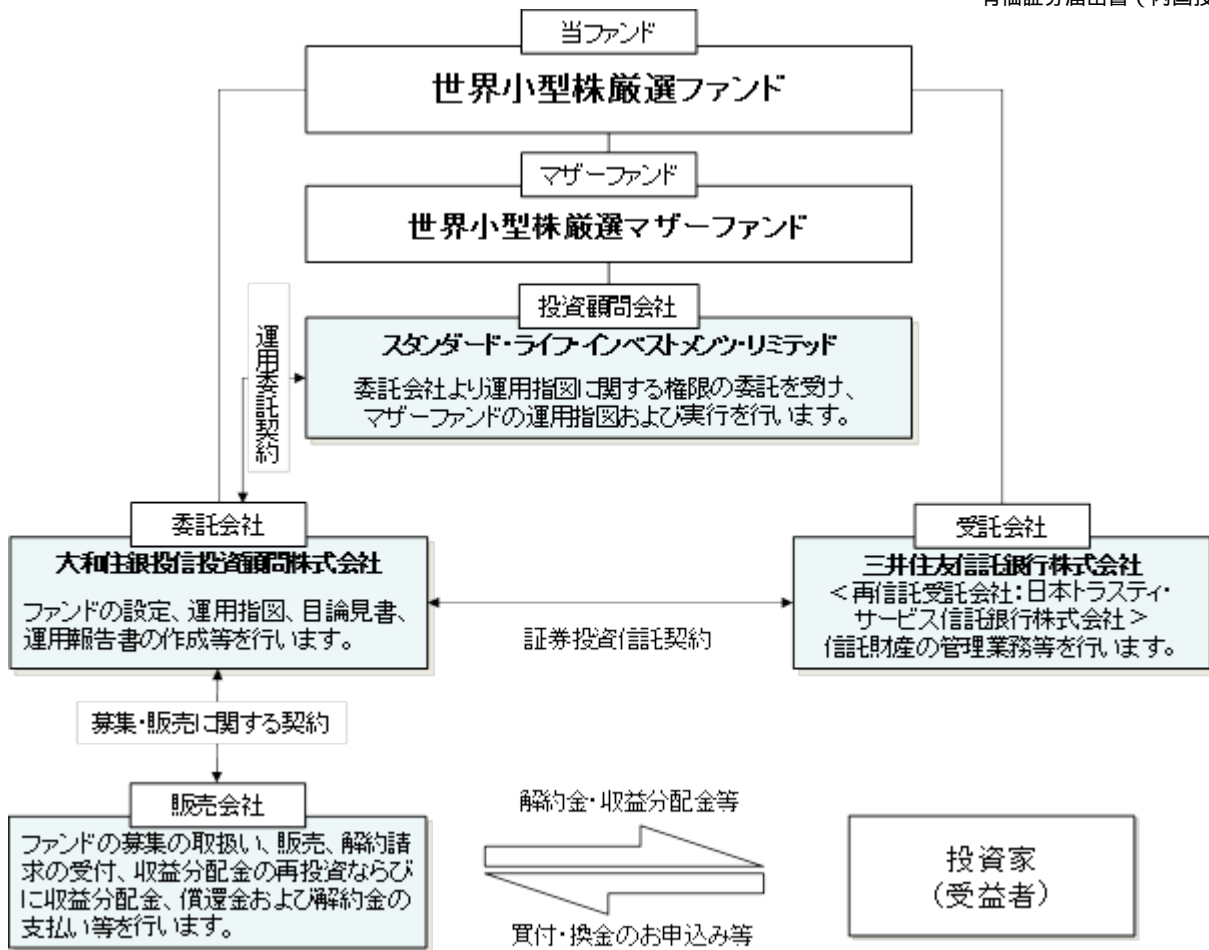 当ファンド
世界小型株厳選ファンド
マザーファンド
世界小型株厳選マザーファンド
投資顧問会社
スタンダード・ライフ・インベストメンツ・リミテッド
委託会社より運用指図に関する権限の委託を受け、
マザーファンドの運用指図および実行を行います。
運用委託契約
委託会社
大和住銀投信投資顧問株式会社
ファンドの設定、運用指図、目論見書、
運用報告書の作成等を行います。
証券投資信託契約
受託会社
三井住友信託銀行株式会社
<再信託受託会社:日本トラスティ・
サービス信託銀行株式会社>
信託財産の管理業務等を行います。
募集・販売に関する契約
販売会社
ファンドの募集の取扱い、販売、解約請
求の受付、収益分配金の再投資ならび
に収益分配金、償還金および解約金の
支払い等を行います。
解約金・収益分配金等
買付・換金のお申込み等
投資家
(受益者)